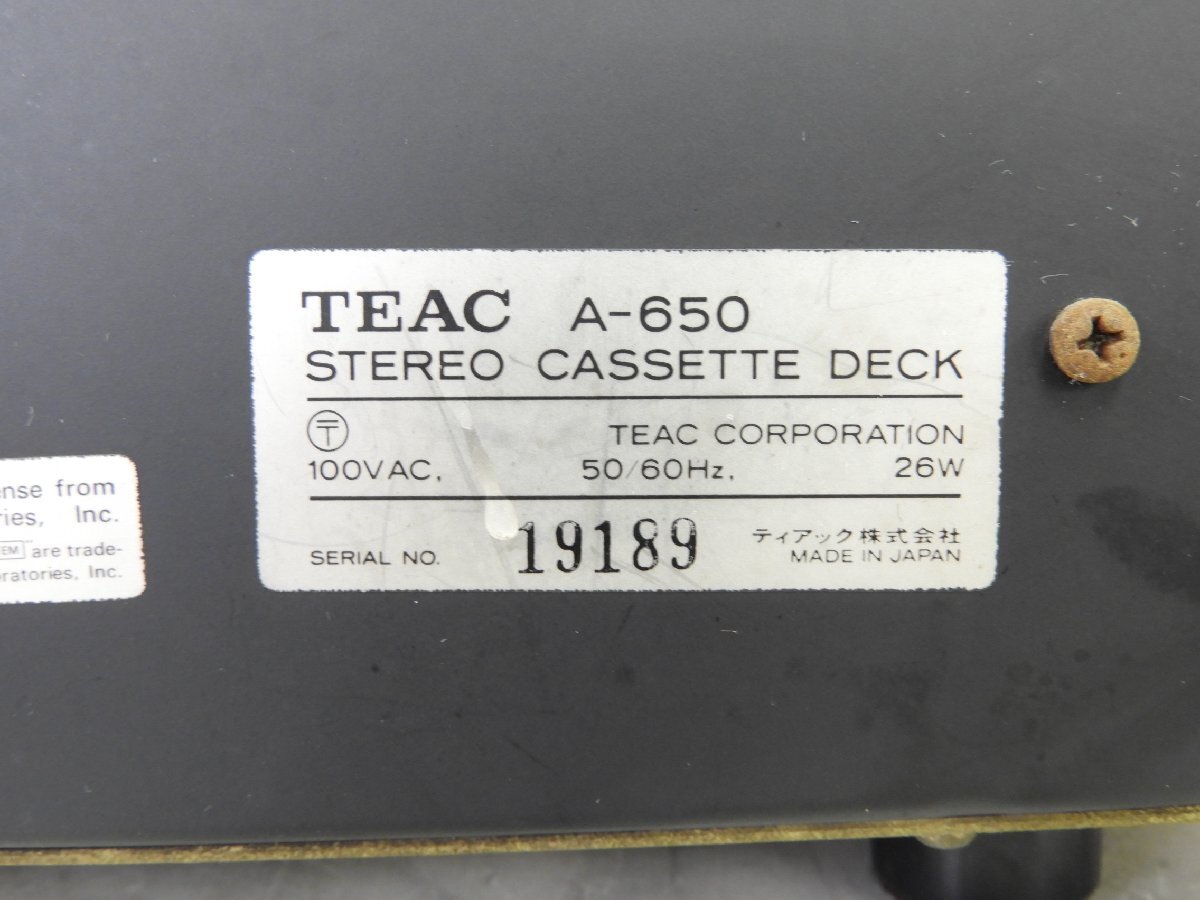 TEAC A-650
STEREO CASSETTE DECK
〒
TEAC CORPORATION
100VAC, 50/60Hz, 26W
SERIAL NO. 19189
ティアック株式会社
MADE IN JAPAN
ense from
ries, Inc.
EM" are trade-
oratories, Inc.